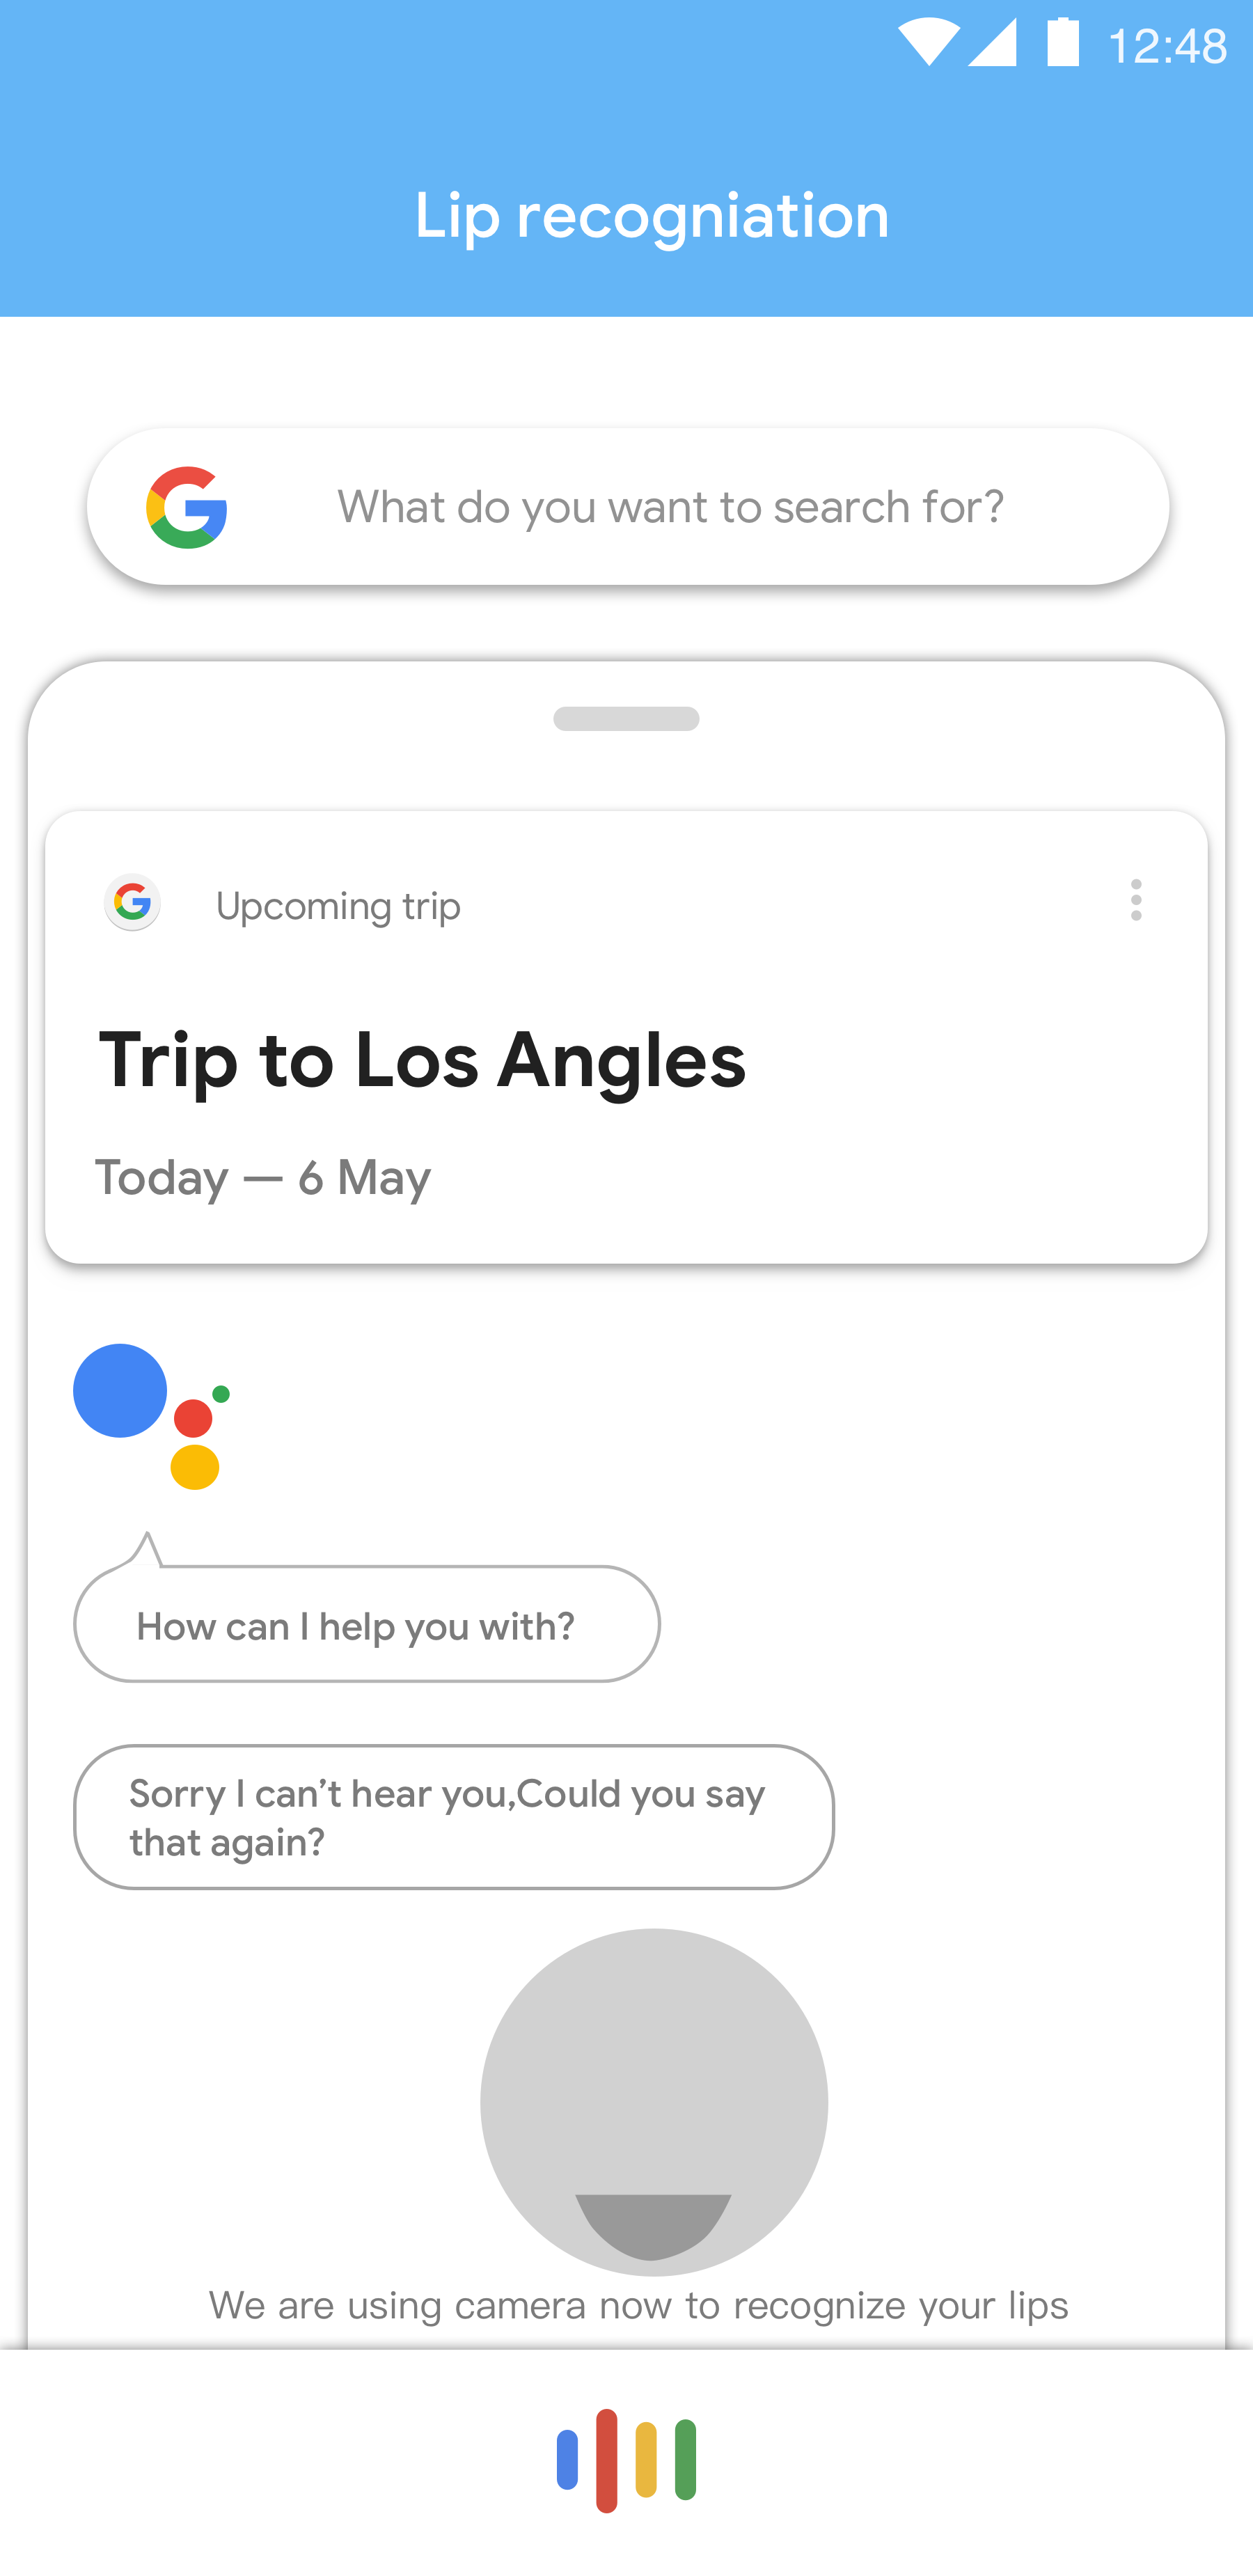 12:48
Lip recogniation
What do you want to search for?
Upcoming trip
Trip to Los Angles
Today — 6 May
How can I help you with?
Sorry I can’t hear you,Could you say
that again?
We are using camera now to recognize your lips